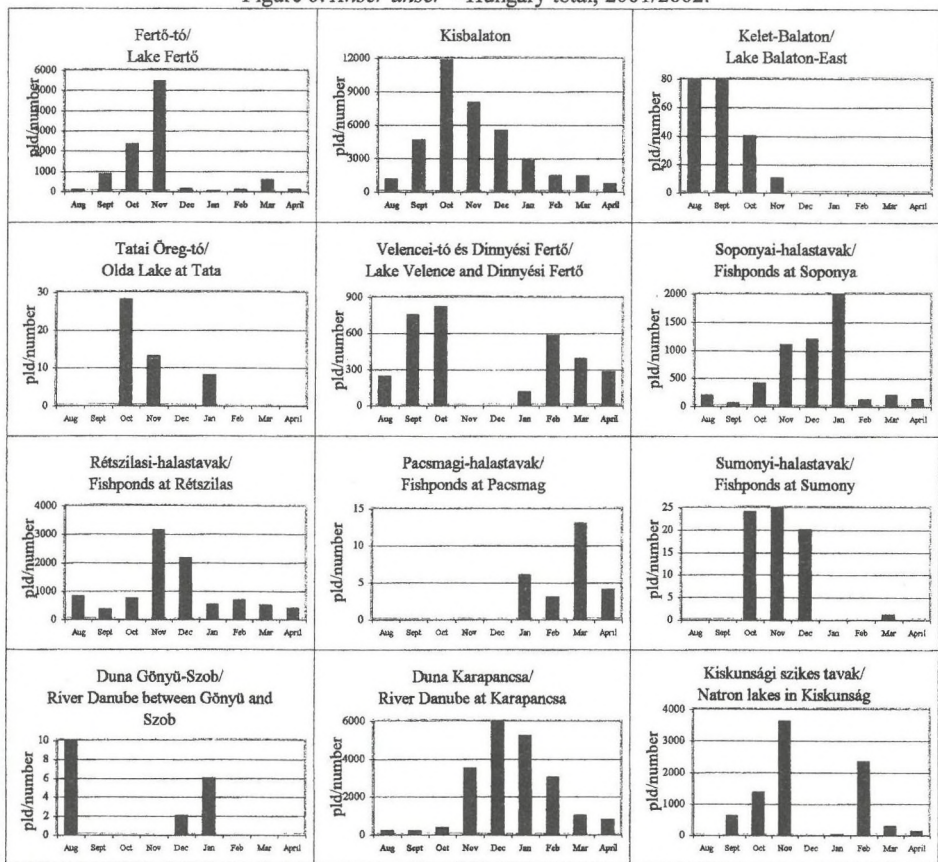 Figure 6. Anser anser – Hungary total, 2001/2002.
Fertő-tó/
Lake Fertő
pld/number
6000
5000
4000
3000
2000
1000
0
Aug Sept Oct Nov Dec Jan Feb Mar April
Kisbalaton
pld/number
12000
9000
6000
3000
0
Aug Sept Oct Nov Dec Jan Feb Mar April
Kelet-Balaton/
Lake Balaton-East
pld/number
80
60
40
20
0
Aug Sept Oct Nov Dec Jan Feb Mar April
Tatai Öreg-tó/
Olda Lake at Tata
pld/number
30
20
10
0
Aug Sept Oct Nov Dec Jan Feb Mar April
Velencei-tó és Dinnyési Fertő/
Lake Velence and Dinnyési Fertő
pld/number
900
600
300
0
Aug Sept Oct Nov Dec Jan Feb Mar April
Soponyai-halastavak/
Fishponds at Soponya
pld/number
2000
1500
1000
500
0
Aug Sept Oct Nov Dec Jan Feb Mar April
Rétszilasi-halastavak/
Fishponds at Rétszilas
pld/number
4000
3000
2000
1000
0
Aug Sept Oct Nov Dec Jan Feb Mar April
Pacsmagi-halastavak/
Fishponds at Pacsmag
pld/number
15
10
5
0
Aug Sept Oct Nov Dec Jan Feb Mar April
Sumonyi-halastavak/
Fishponds at Sumony
pld/number
25
20
15
10
5
0
Aug Sept Oct Nov Dec Jan Feb Mar April
Duna Gönyü-Szob/
River Danube between Gönyü and
Szob
pld/number
10
8
6
4
2
0
Aug Sept Oct Nov Dec Jan Feb Mar April
Duna Karapancsa/
River Danube at Karapancsa
pld/number
6000
4000
2000
0
Aug Sept Oct Nov Dec Jan Feb Mar April
Kiskunsági szikes tavak/
Natron lakes in Kiskunság
pld/number
4000
3000
2000
1000
0
Aug Sept Oct Nov Dec Jan Feb Mar April